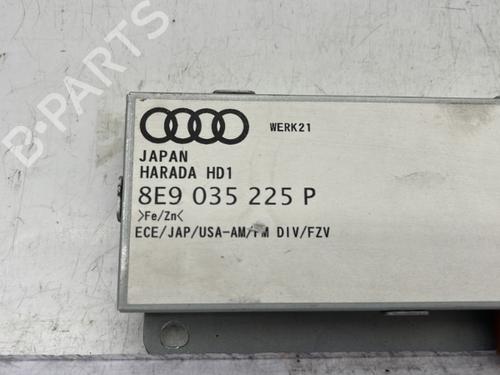 WERK21
JAPAN
HARADA HD1
8E9 035 225 P
>Fe/Zn<
ECE/JAP/USA-AM/FM DIV/FZV
B-PARTS